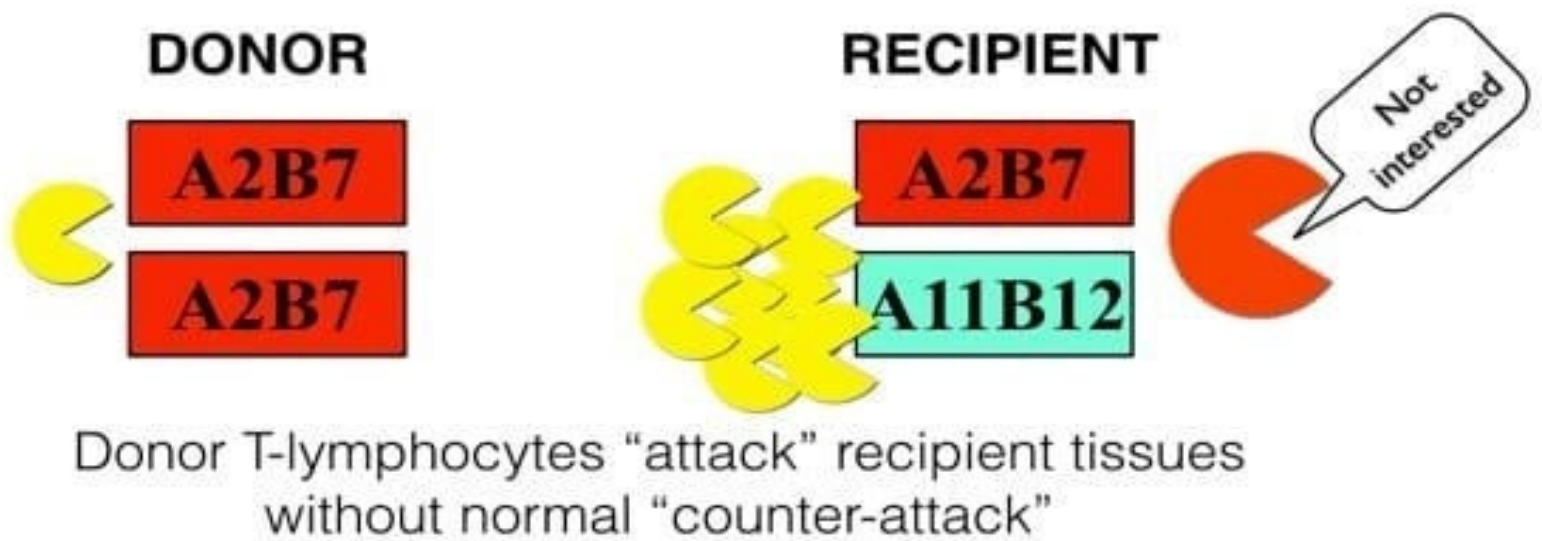 DONOR
RECIPIENT
Not
interested
A2B7
A2B7
A2B7
A11B12
Donor T-lymphocytes “attack” recipient tissues
without normal “counter-attack”